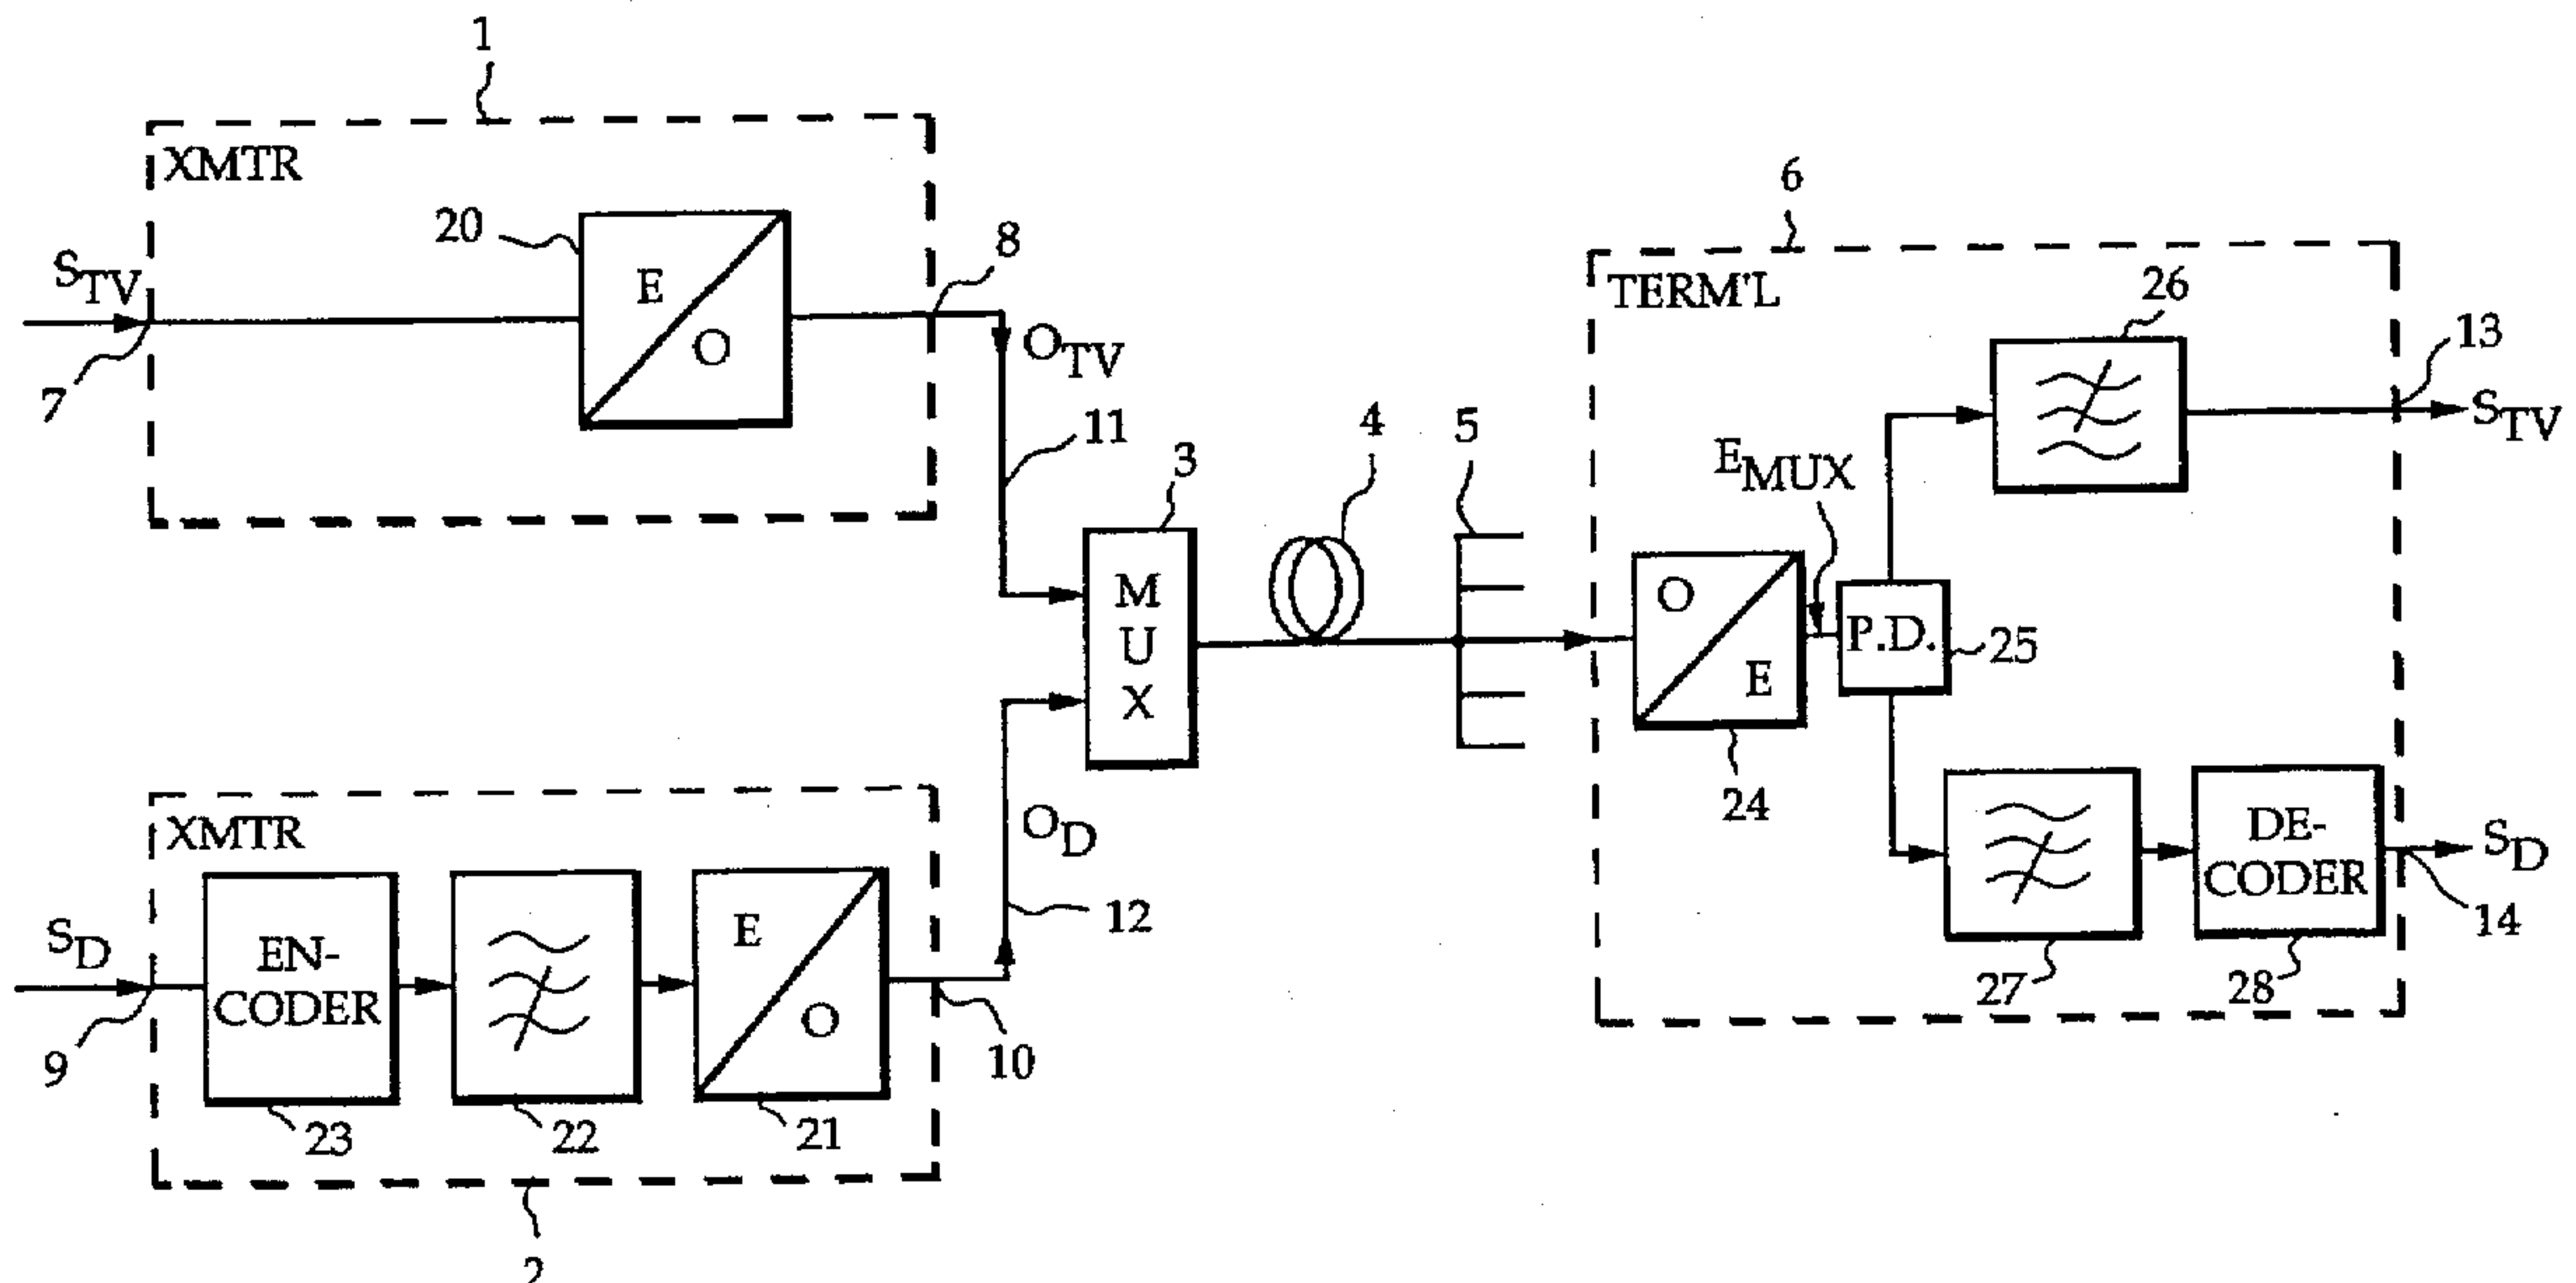 1
XMTR
20
E
O
8
S_TV
7
O_TV
11
3
MUX
4
5
6
TERM'L
26
13
S_TV
E_MUX
O
E
24
P.D.
25
27
DE-
CODER
28
S_D
14
XMTR
S_D
9
EN-
CODER
23
22
E
O
21
10
O_D
12
2